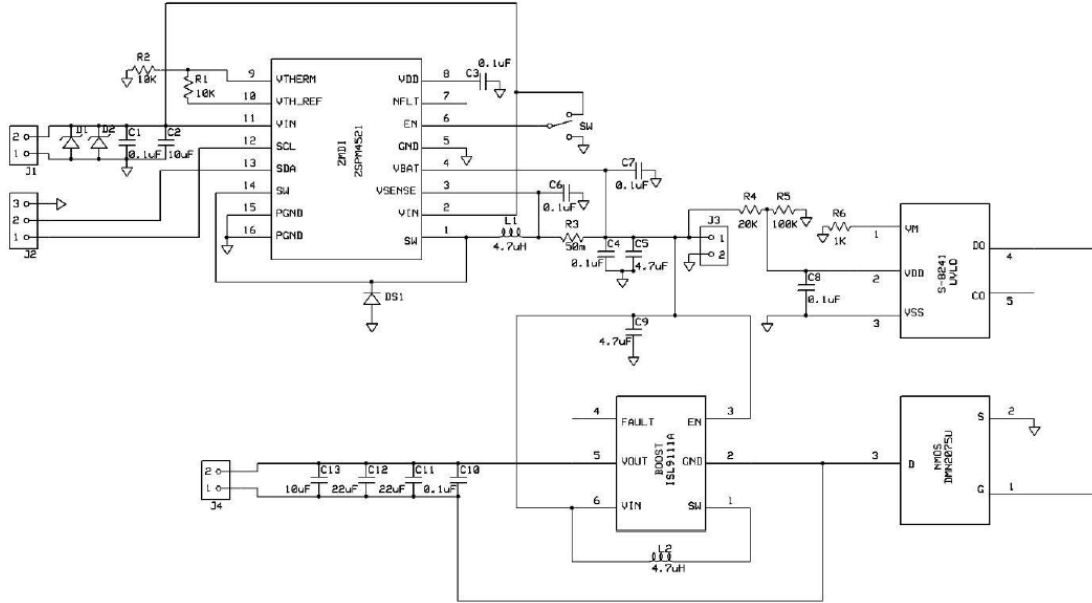 R2
10K
R1
10K
9 VTHERM
10 VTH_REF
11 VIN
12 SCL
13 SDA
14 SW
15 PGND
16 PGND
ZMDI
ZSPM4521
VDD 8
NFLT 7
EN 6
GND 5
VBAT 4
VSENSE 3
VIN 2
SW 1
C3
0.1uF
SW
2
1
J1
D1
D2
C1
0.1uF
C2
10uF
3
2
1
J2
DS1
L1
4.7uH
C6
0.1uF
C7
0.1uF
R3
50m
C4
0.1uF
C5
4.7uF
J3
1
2
R4
20K
R5
100K
R6
1K
C8
0.1uF
1 VM
2 VDD
3 VSS
S-8241
UVLO
DO 4
CO 5
C9
4.7uF
4 FAULT
5 VOUT
6 VIN
BOOST
ISL9111A
EN 3
GND 2
SW 1
L2
4.7uH
2
1
J4
C13
10uF
C12
22uF
C11
22uF
C10
0.1uF
3 D
NMOS
DMN2075U
S 2
G 1